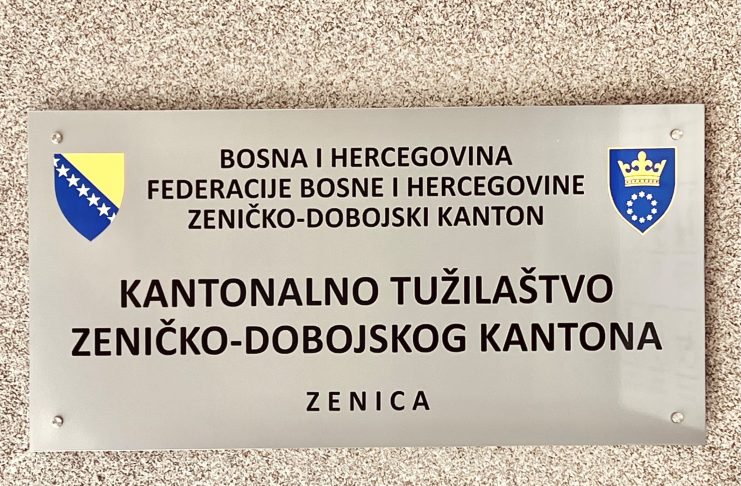 BOSNA I HERCEGOVINA
FEDERACIJE BOSNE I HERCEGOVINE
ZENIČKO-DOBOJSKI KANTON
KANTONALNO TUŽILAŠTVO
ZENIČKO-DOBOJSKOG KANTONA
ZENICA